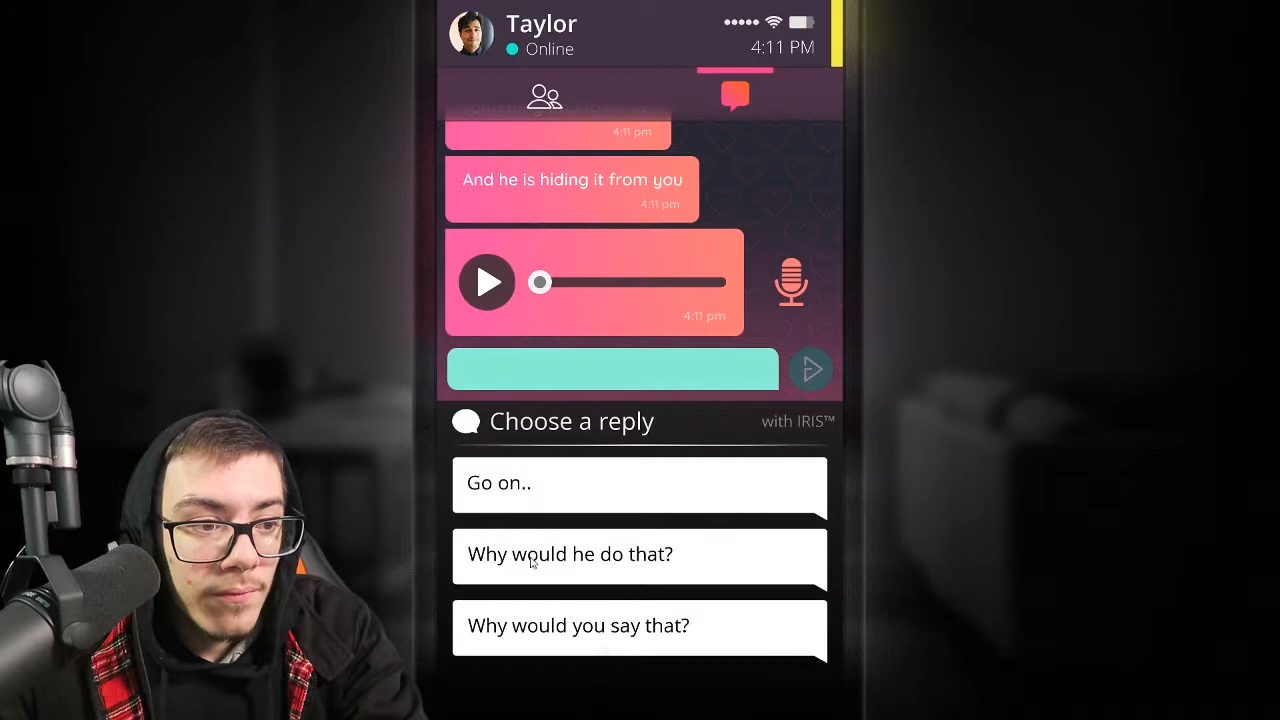 Taylor
Online
4:11 PM
4:11 pm
And he is hiding it from you
4:11 pm
4:11 pm
Choose a reply
with IRIS™
Go on..
Why would he do that?
Why would you say that?